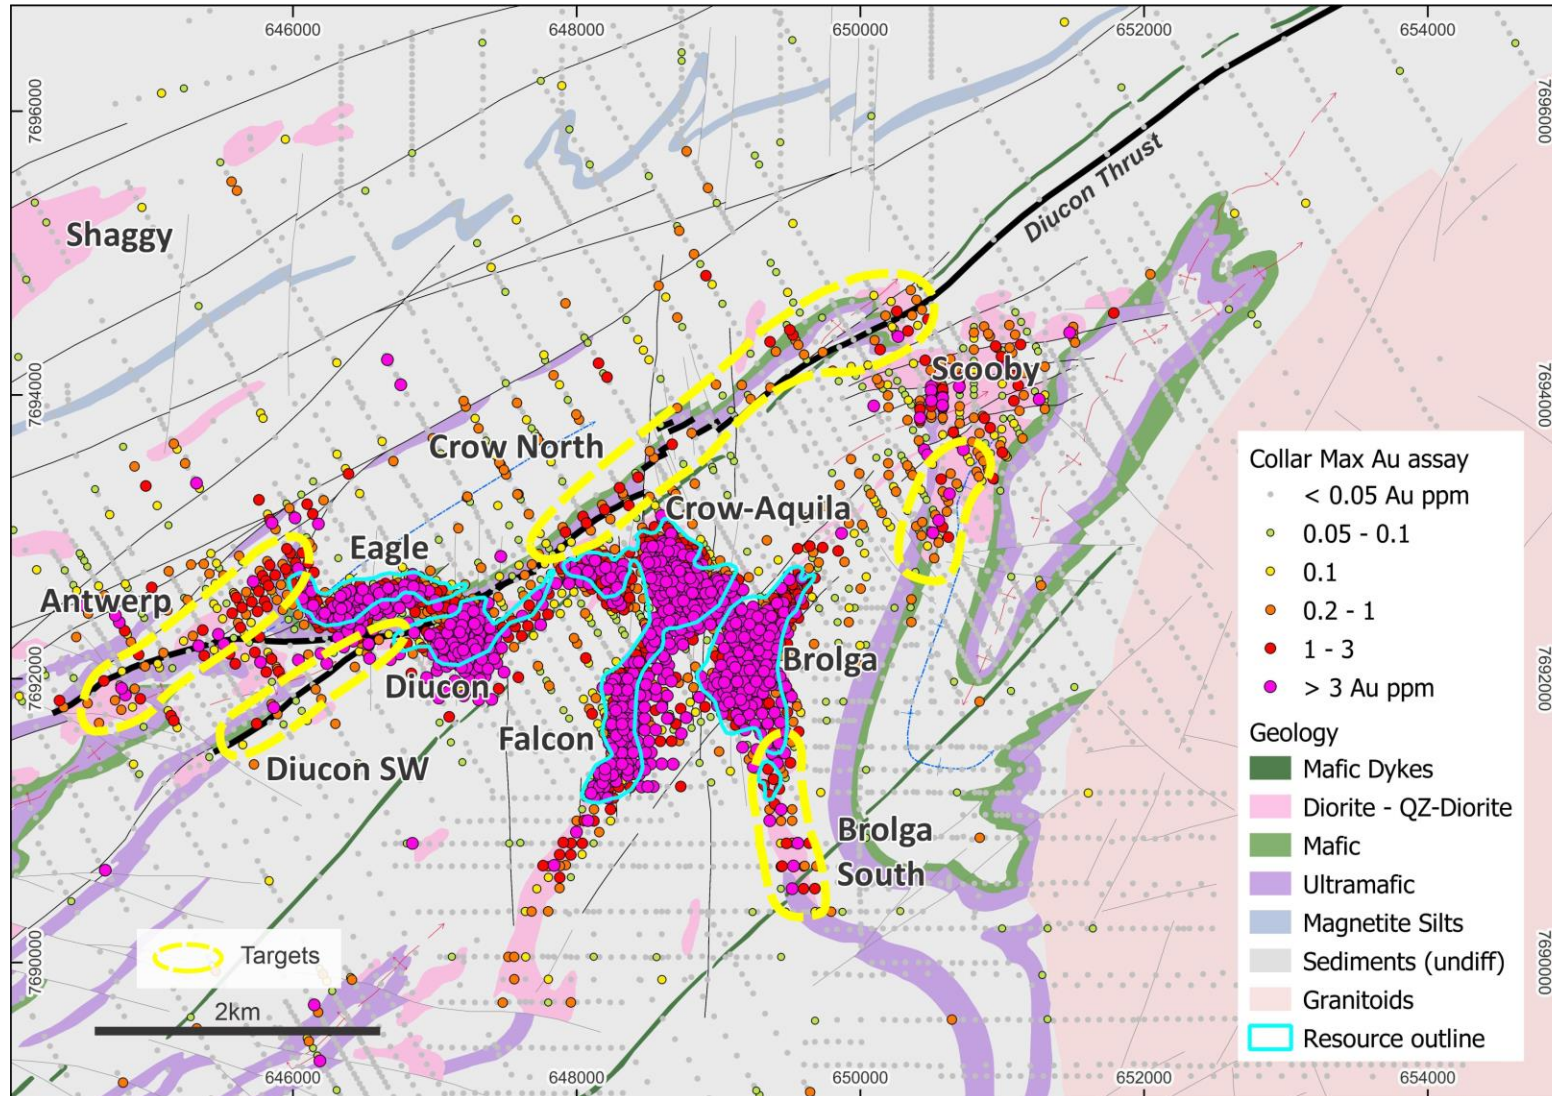 646000
648000
650000
652000
654000
7696000
7696000
Diucon Thrust
Shaggy
7694000
Scooby
7694000
Crow North
Collar Max Au assay
< 0.05 Au ppm
0.05 - 0.1
0.1
0.2 - 1
1 - 3
> 3 Au ppm
Crow-Aquila
Eagle
Antwerp
7692000
Brolga
7692000
Diucon
Falcon
Diucon SW
Geology
Mafic Dykes
Diorite - QZ-Diorite
Mafic
Ultramafic
Magnetite Silts
Sediments (undiff)
Granitoids
Resource outline
Brolga
South
7690000
Targets
7690000
2km
646000
648000
650000
652000
654000